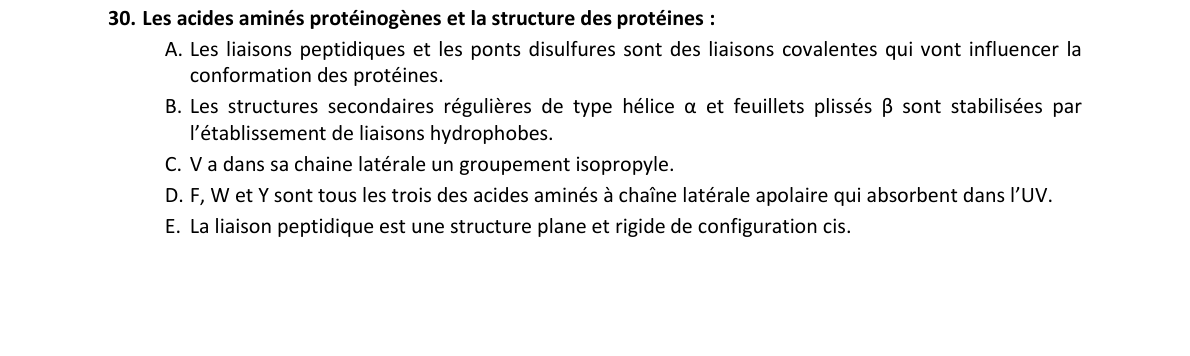 30. Les acides aminés protéinogènes et la structure des protéines :
A. Les liaisons peptidiques et les ponts disulfures sont des liaisons covalentes qui vont influencer la
conformation des protéines.
B. Les structures secondaires régulières de type hélice α et feuillets plissés β sont stabilisées par
l’établissement de liaisons hydrophobes.
C. V a dans sa chaine latérale un groupement isopropyle.
D. F, W et Y sont tous les trois des acides aminés à chaîne latérale apolaire qui absorbent dans l’UV.
E. La liaison peptidique est une structure plane et rigide de configuration cis.